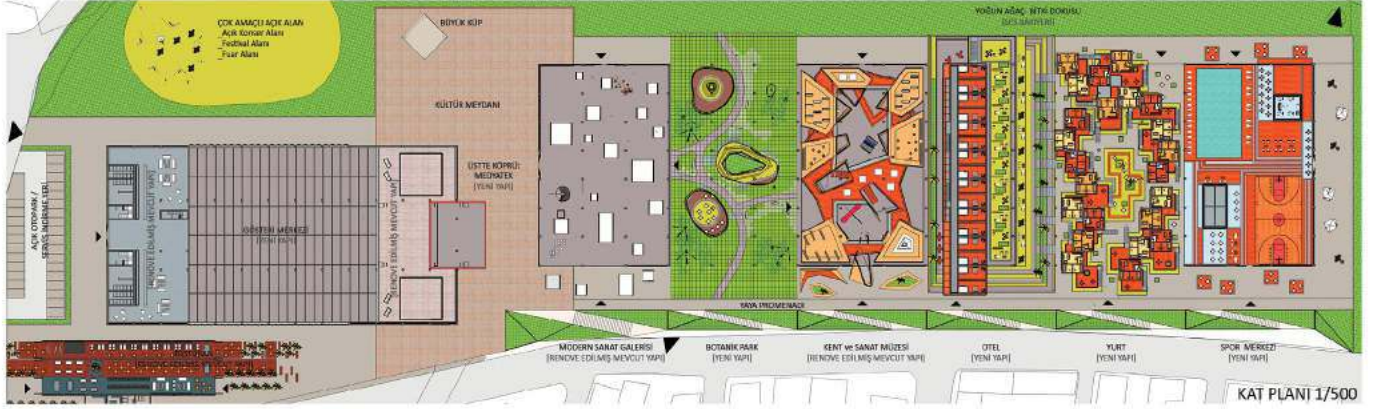 ÇOK AMAÇLI AÇIK ALAN
_Açık Konser Alanı
_Festival Alanı
_Fuar Alanı
BÜYÜK KÜP
YOĞUN AĞAÇ- BİTKİ DOKUSU
(SES BARİYERİ)
KÜLTÜR MEYDANI
ÜSTTE KÖPRÜ:
MEDYATEK
(YENİ YAPI)
AÇIK OTOPARK /
SERVİS İNDİRME YERİ
(RENOVE EDİLMİŞ MEVCUT YAPI)
GÖSTERİ MERKEZİ
(YENİ YAPI)
(RENOVE EDİLMİŞ MEVCUT YAPI)
YAYA PROMENADI
MODERN SANAT GALERİSİ
(RENOVE EDİLMİŞ MEVCUT YAPI)
BOTANİK PARK
(YENİ YAPI)
KENT ve SANAT MÜZESİ
(RENOVE EDİLMİŞ MEVCUT YAPI)
OTEL
(YENİ YAPI)
YURT
(YENİ YAPI)
SPOR MERKEZİ
(YENİ YAPI)
KAT PLANI 1/500